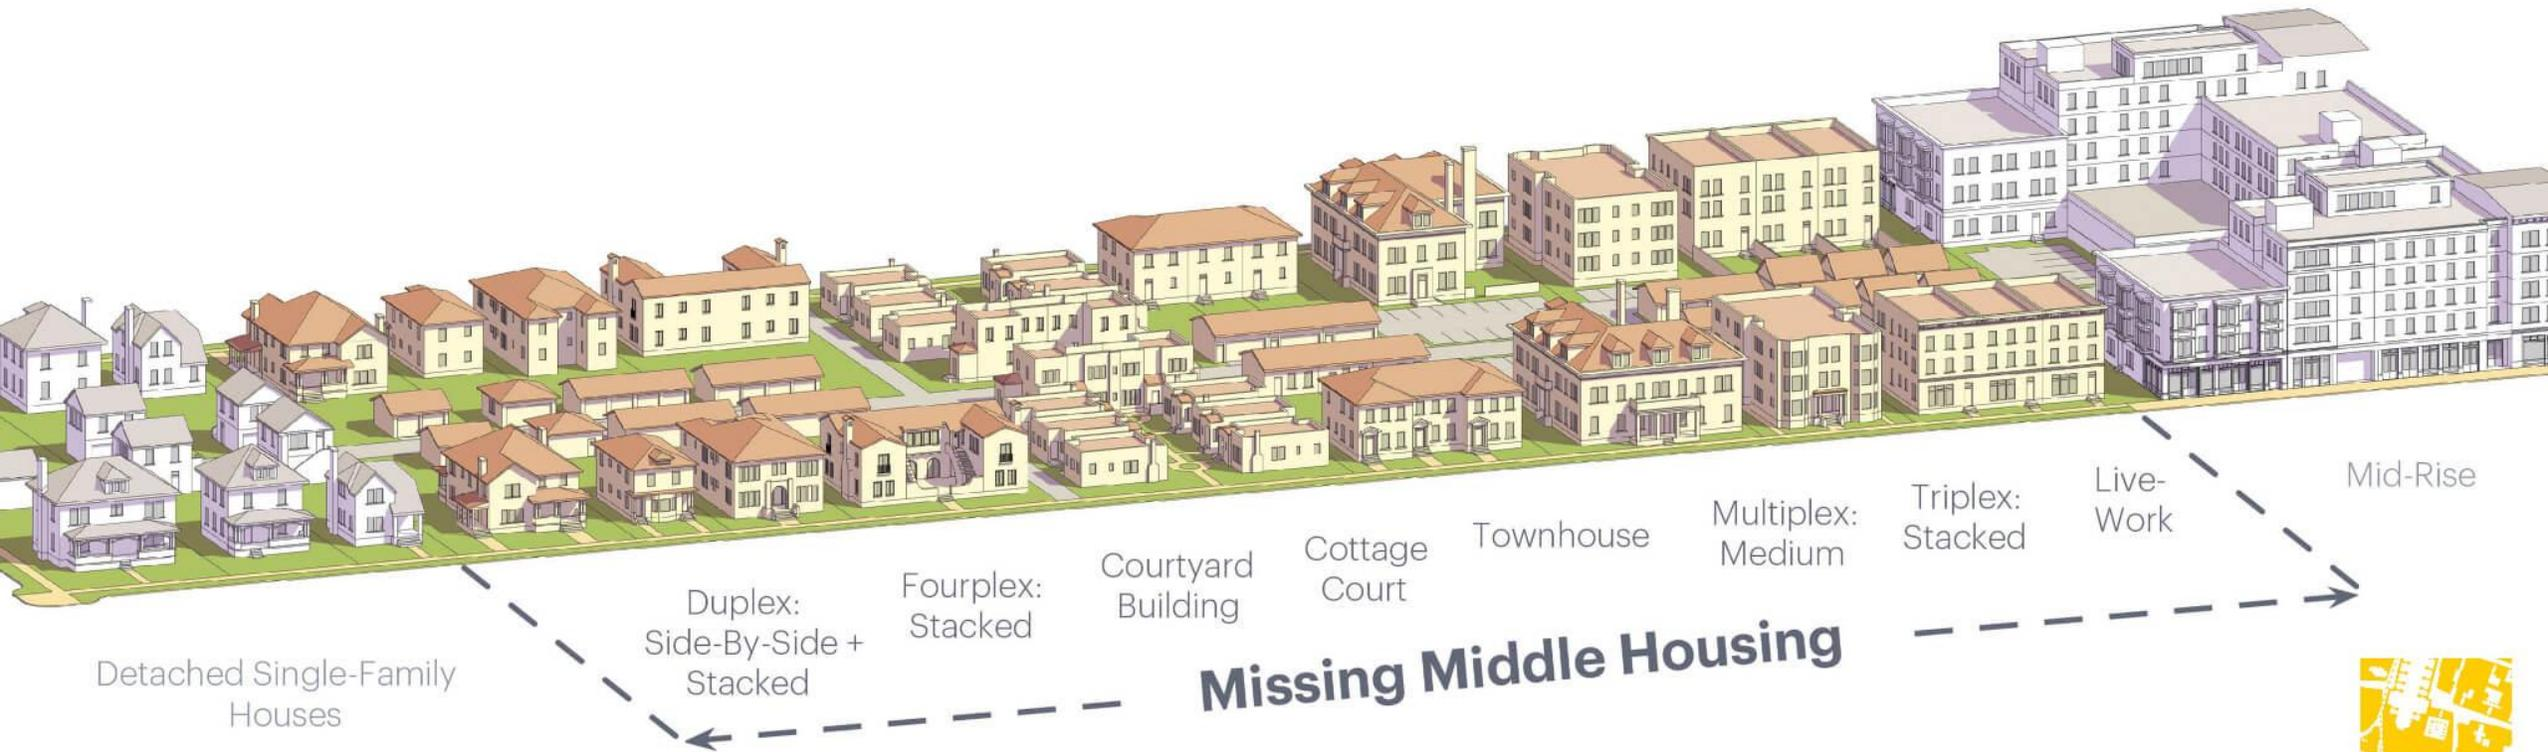 Detached Single-Family
Houses
Duplex:
Side-By-Side +
Stacked
Fourplex:
Stacked
Courtyard
Building
Cottage
Court
Townhouse
Multiplex:
Medium
Triplex:
Stacked
Live-
Work
Mid-Rise
Missing Middle Housing